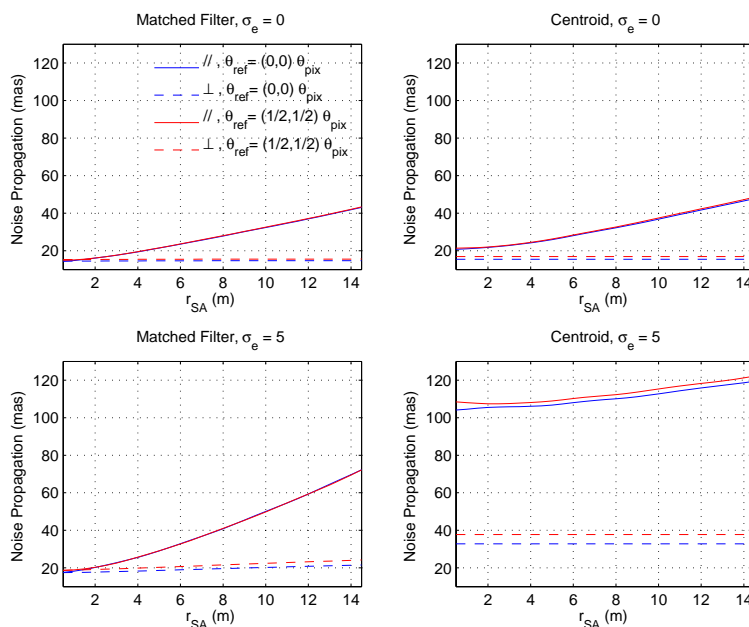 Matched Filter, σe = 0
Noise Propagation (mas)
120
100
80
60
40
20
// , θref= (0,0) θpix
⊥ , θref= (0,0) θpix
// , θref= (1/2,1/2) θpix
⊥ , θref= (1/2,1/2) θpix
2 4 6 8 10 12 14
rSA (m)
Centroid, σe = 0
Noise Propagation (mas)
120
100
80
60
40
20
2 4 6 8 10 12 14
rSA (m)
Matched Filter, σe = 5
Noise Propagation (mas)
120
100
80
60
40
20
2 4 6 8 10 12 14
rSA (m)
Centroid, σe = 5
Noise Propagation (mas)
120
100
80
60
40
20
2 4 6 8 10 12 14
rSA (m)